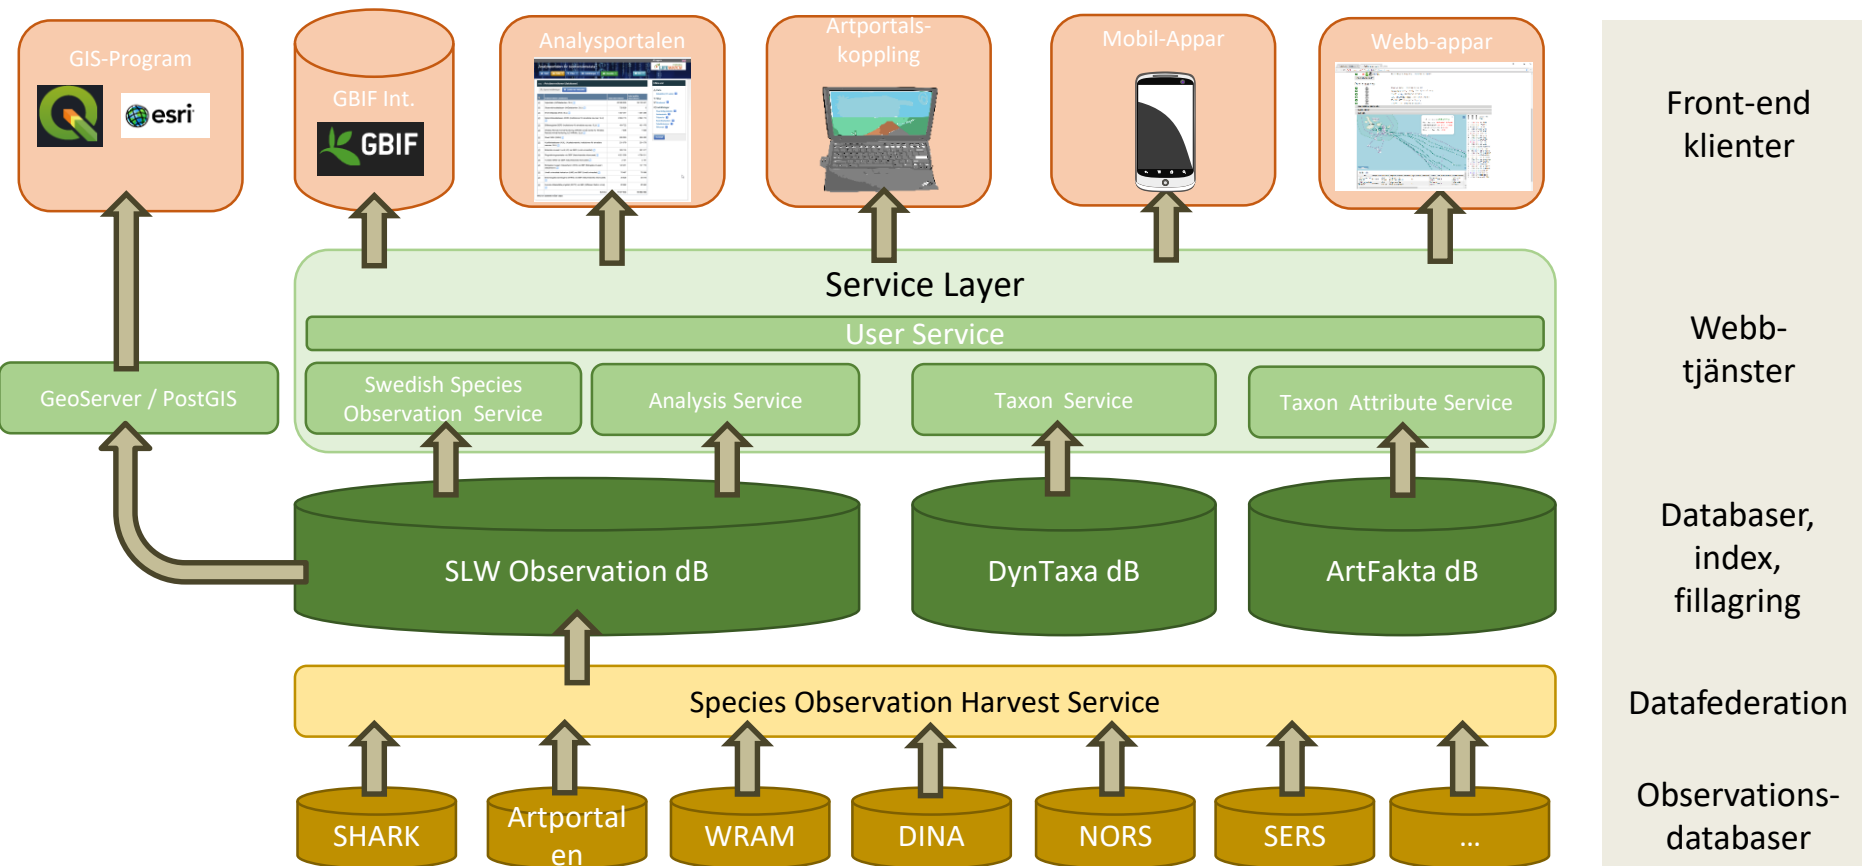 GIS-Program
esri
GBIF Int.
GBIF
Analysportalen
Artportals-
koppling
Mobil-Appar
Webb-appar
Front-end
klienter
Service Layer
User Service
Webb-
tjänster
GeoServer / PostGIS
Swedish Species
Observation Service
Analysis Service
Taxon Service
Taxon Attribute Service
SLW Observation dB
DynTaxa dB
ArtFakta dB
Databaser,
index,
fillagring
Species Observation Harvest Service
Datafederation
SHARK
Artportal
en
WRAM
DINA
NORS
SERS
...
Observations-
databaser